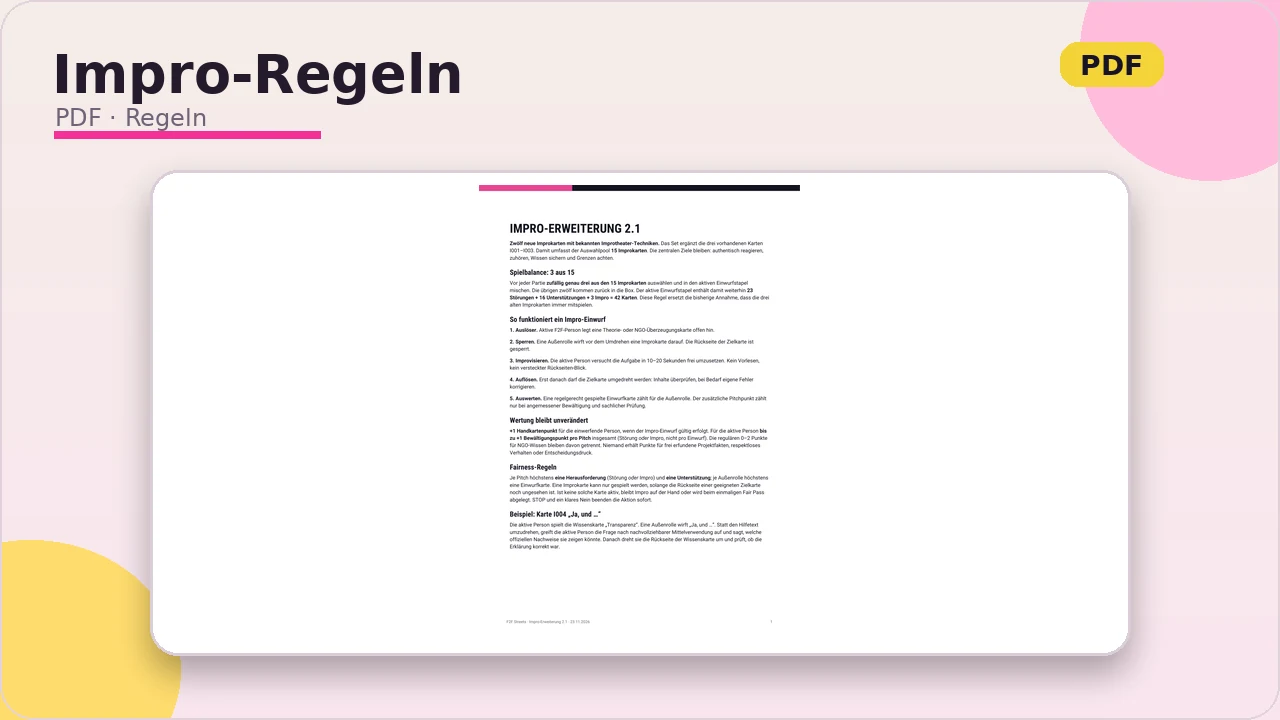 Impro-Regeln
PDF · Regeln
PDF
IMPRO-ERWEITERUNG 2.1
Zwölf neue Improkarten mit bekannten Improtheater-Techniken. Das Set ergänzt die drei vorhandenen Karten
I001–I003. Damit umfasst der Auswahlpool 15 Improkarten. Die zentralen Ziele bleiben: authentisch reagieren,
zuhören, Wissen sichern und Grenzen achten.
Spielbalance: 3 aus 15
Vor jeder Partie zufällig genau drei aus den 15 Improkarten auswählen und in den aktiven Einwurfstapel
mischen. Die übrigen zwölf kommen zurück in die Box. Der aktive Einwurfstapel enthält damit weiterhin 23
Störungen + 16 Unterstützungen + 3 Impro = 42 Karten. Diese Regel ersetzt die bisherige Annahme, dass die drei
alten Improkarten immer mitspielen.
So funktioniert ein Impro-Einwurf
1. Auslöser. Aktive F2F-Person legt eine Theorie- oder NGO-Überzeugungskarte offen hin.
2. Sperren. Eine Außenrolle wirft vor dem Umdrehen eine Improkarte darauf. Die Rückseite der Zielkarte ist
gesperrt.
3. Improvisieren. Die aktive Person versucht die Aufgabe in 10–20 Sekunden frei umzusetzen. Kein Vorlesen,
kein versteckter Rückseiten-Blick.
4. Auflösen. Erst danach darf die Zielkarte umgedreht werden: Inhalte überprüfen, bei Bedarf eigene Fehler
korrigieren.
5. Auswerten. Eine regelgerecht gespielte Einwurfkarte zählt für die Außenrolle. Der zusätzliche Pitchpunkt zählt
nur bei angemessener Bewältigung und sachlicher Prüfung.
Wertung bleibt unverändert
+1 Handkartenpunkt für die einwerfende Person, wenn der Impro-Einwurf gültig erfolgt. Für die aktive Person bis
zu +1 Bewältigungspunkt pro Pitch insgesamt (Störung oder Impro, nicht pro Einwurf). Die regulären 0–2 Punkte
für NGO-Wissen bleiben davon getrennt. Niemand erhält Punkte für frei erfundene Projektfakten, respektloses
Verhalten oder Entscheidungsdruck.
Fairness-Regeln
Je Pitch höchstens eine Herausforderung (Störung oder Impro) und eine Unterstützung; je Außenrolle höchstens
eine Einwurfkarte. Eine Improkarte kann nur gespielt werden, solange die Rückseite einer geeigneten Zielkarte
noch ungesehen ist. Ist keine solche Karte aktiv, bleibt Impro auf der Hand oder wird beim einmaligen Fair Pass
abgelegt. STOP und ein klares Nein beenden die Aktion sofort.
Beispiel: Karte I004 „Ja, und …“
Die aktive Person spielt die Wissenskarte „Transparenz“. Eine Außenrolle wirft „Ja, und …“. Statt den Hilfetext
umzudrehen, greift die aktive Person die Frage nach nachvollziehbarer Mittelverwendung auf und sagt, welche
offiziellen Nachweise sie zeigen könnte. Danach dreht sie die Rückseite der Wissenskarte um und prüft, ob die
Erklärung korrekt war.
1